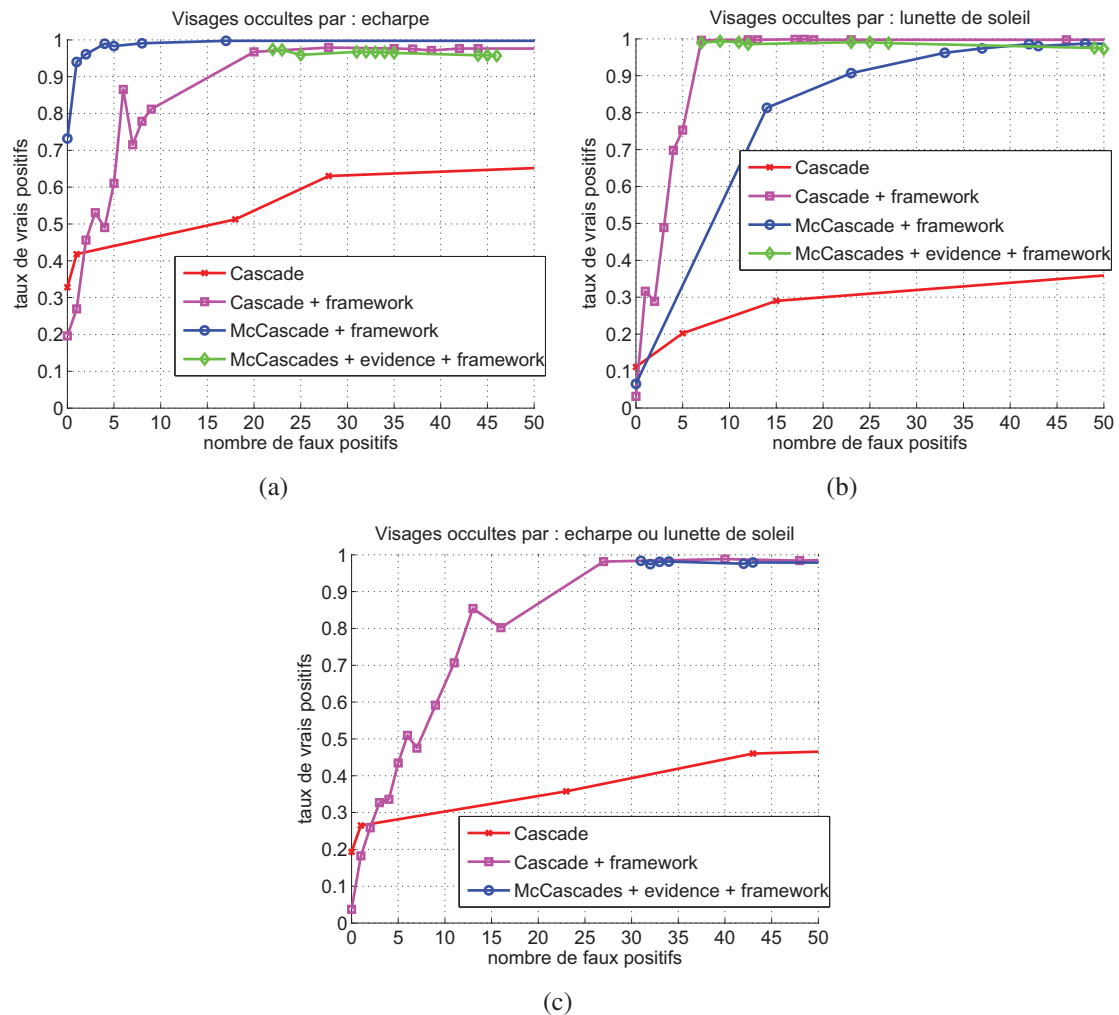 Visages occultes par : echarpe
1
0.9
0.8
0.7
0.6
0.5
0.4
0.3
0.2
0.1
0
taux de vrais positifs
Cascade
Cascade + framework
McCascade + framework
McCascades + evidence + framework
0 5 10 15 20 25 30 35 40 45 50
nombre de faux positifs
(a)
Visages occultes par : lunette de soleil
1
0.9
0.8
0.7
0.6
0.5
0.4
0.3
0.2
0.1
0
taux de vrais positifs
Cascade
Cascade + framework
McCascade + framework
McCascades + evidence + framework
0 5 10 15 20 25 30 35 40 45 50
nombre de faux positifs
(b)
Visages occultes par : echarpe ou lunette de soleil
1
0.9
0.8
0.7
0.6
0.5
0.4
0.3
0.2
0.1
0
taux de vrais positifs
Cascade
Cascade + framework
McCascades + evidence + framework
0 5 10 15 20 25 30 35 40 45 50
nombre de faux positifs
(c)